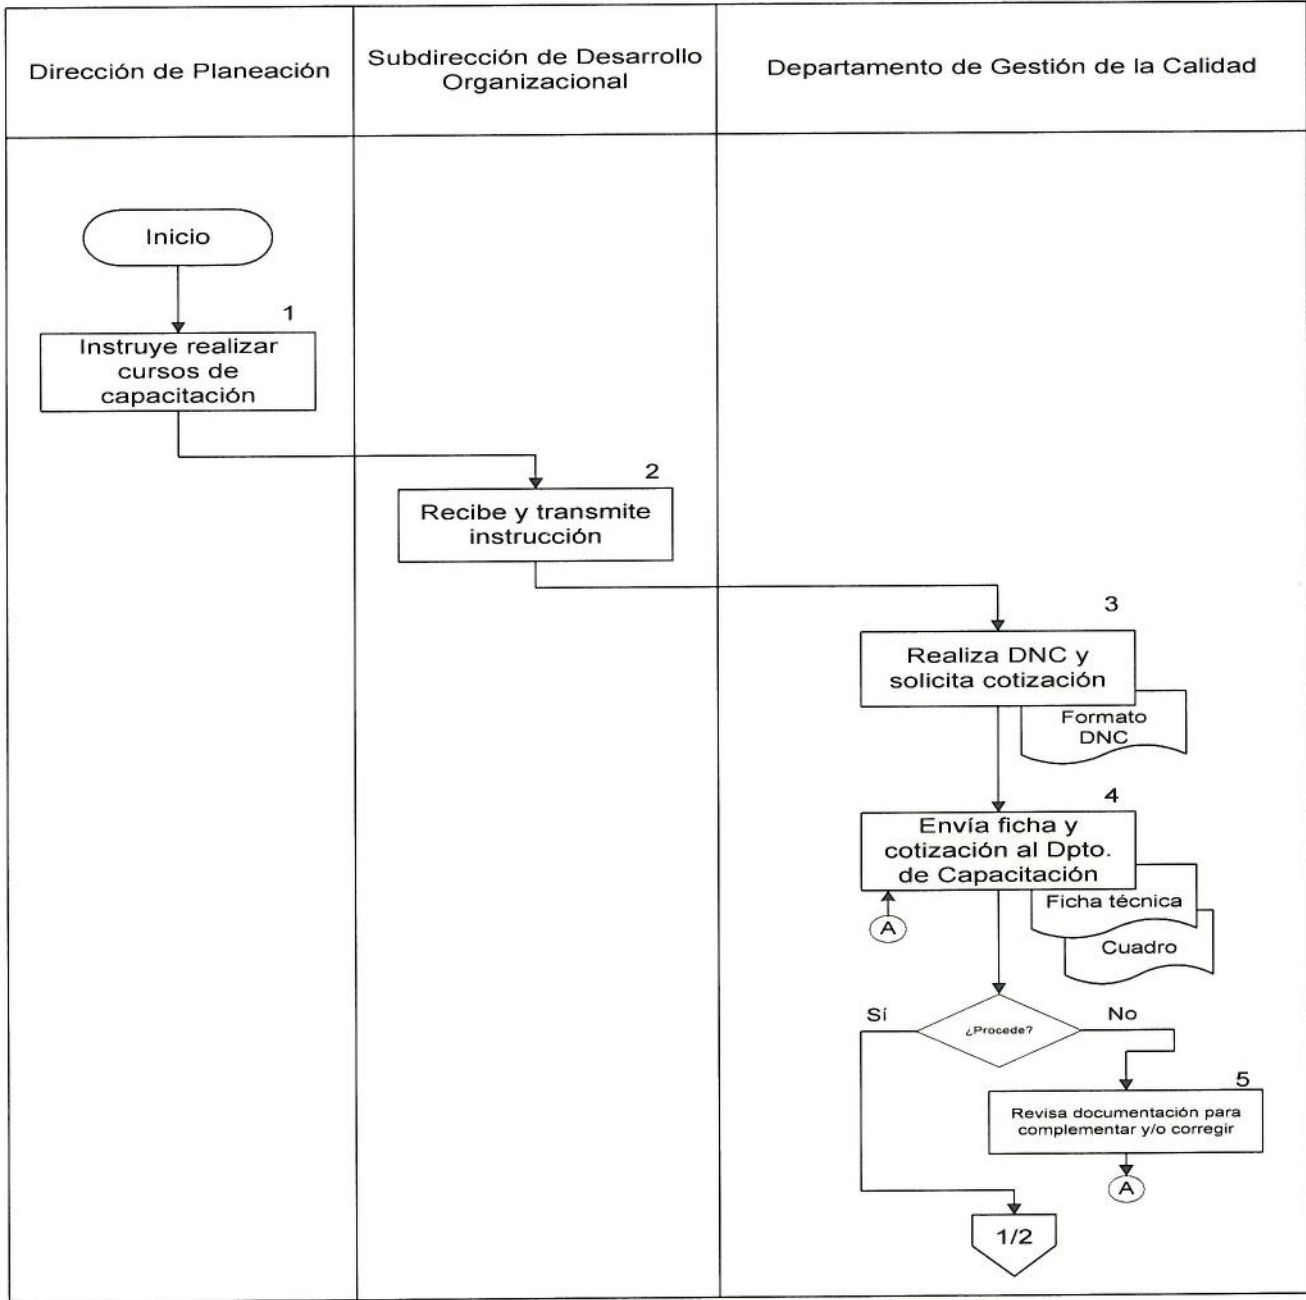 Dirección de Planeación
Subdirección de Desarrollo
Organizacional
Departamento de Gestión de la Calidad
Inicio
1
Instruye realizar
cursos de
capacitación
2
Recibe y transmite
instrucción
3
Realiza DNC y
solicita cotización
Formato
DNC
4
Envía ficha y
cotización al Dpto.
de Capacitación
Ficha técnica
A
Cuadro
Sí
¿Procede?
No
5
Revisa documentación para
complementar y/o corregir
A
1/2